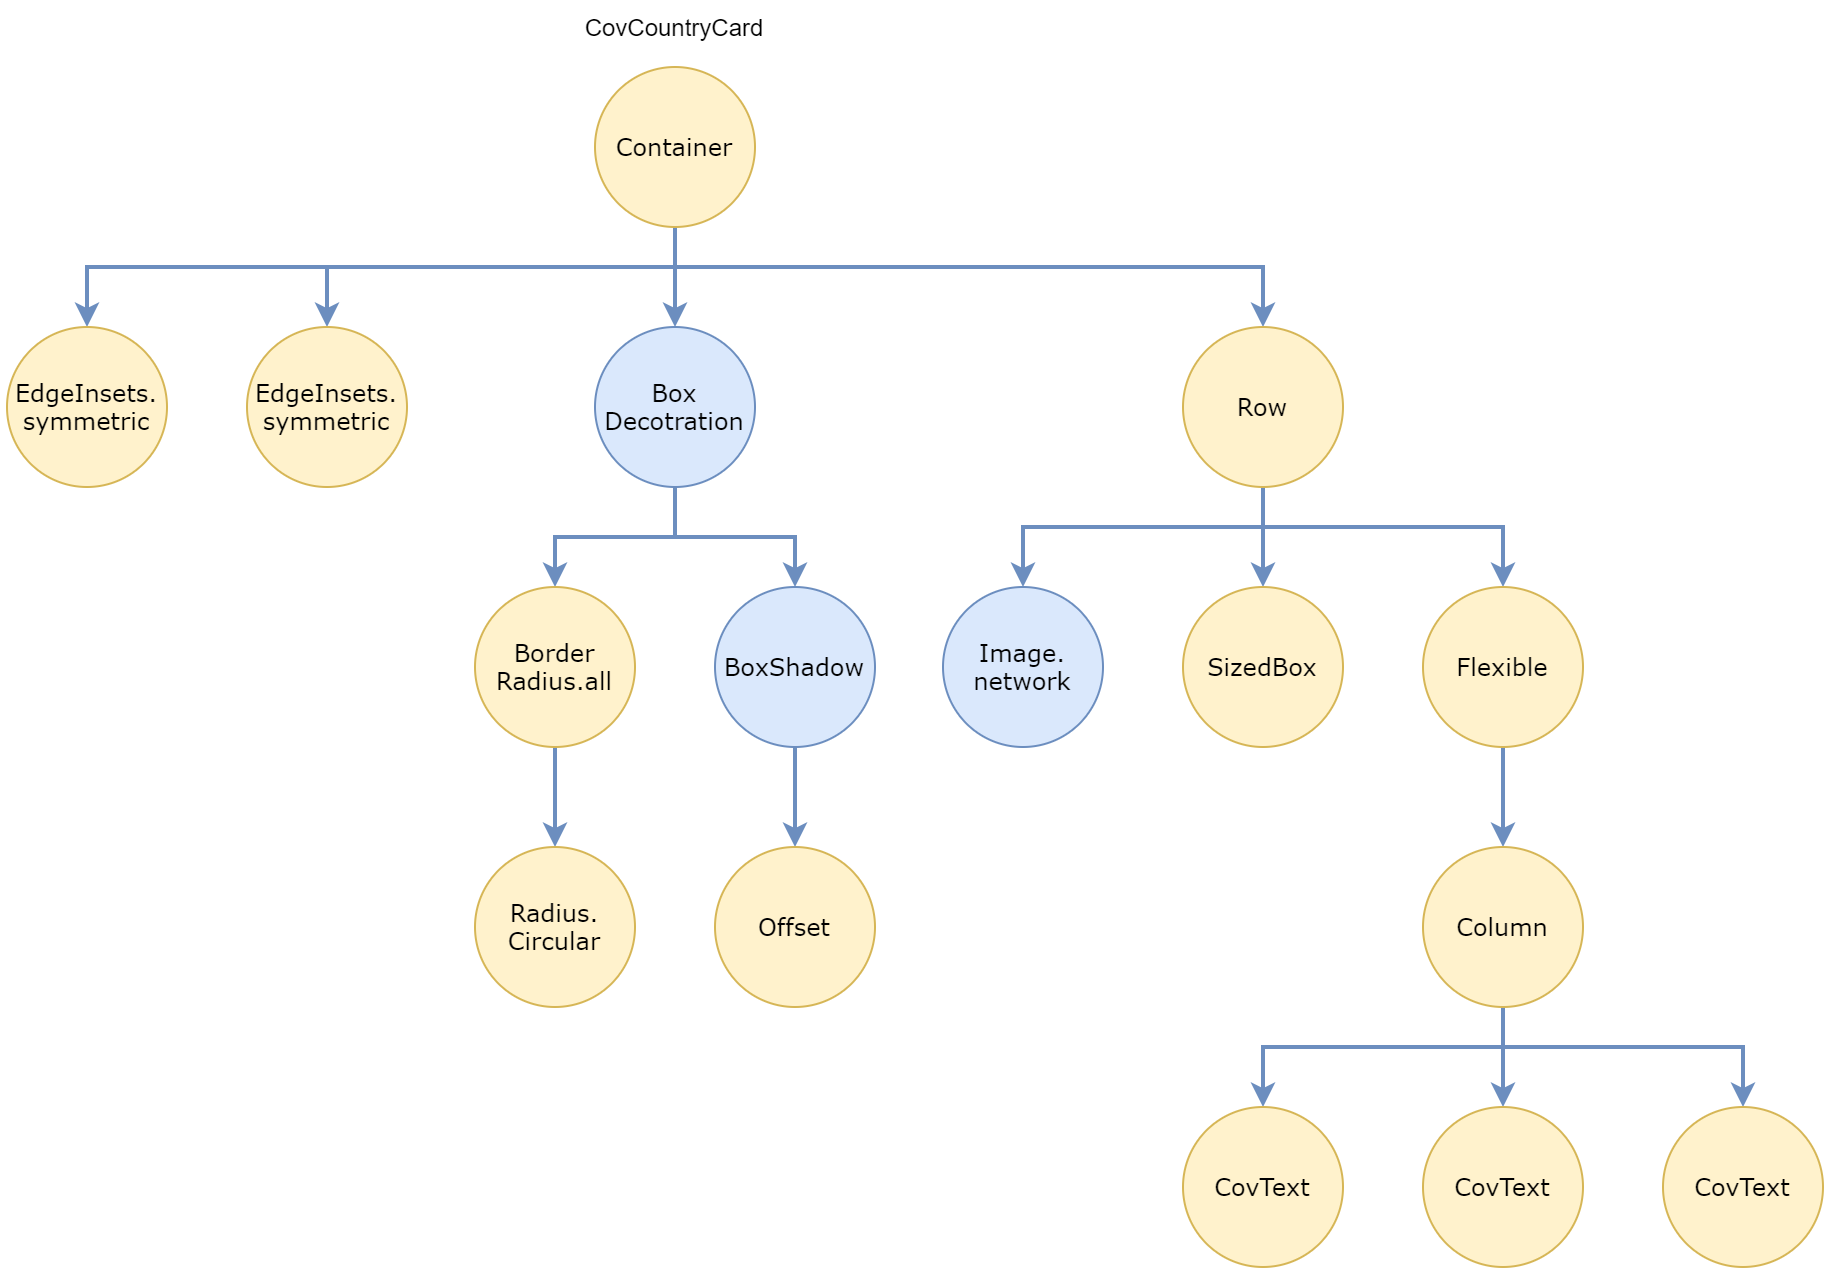 CovCountryCard
Container
EdgeInsets.
symmetric
EdgeInsets.
symmetric
Box
Decotration
Row
Border
Radius.all
BoxShadow
Image.
network
SizedBox
Flexible
Radius.
Circular
Offset
Column
CovText
CovText
CovText